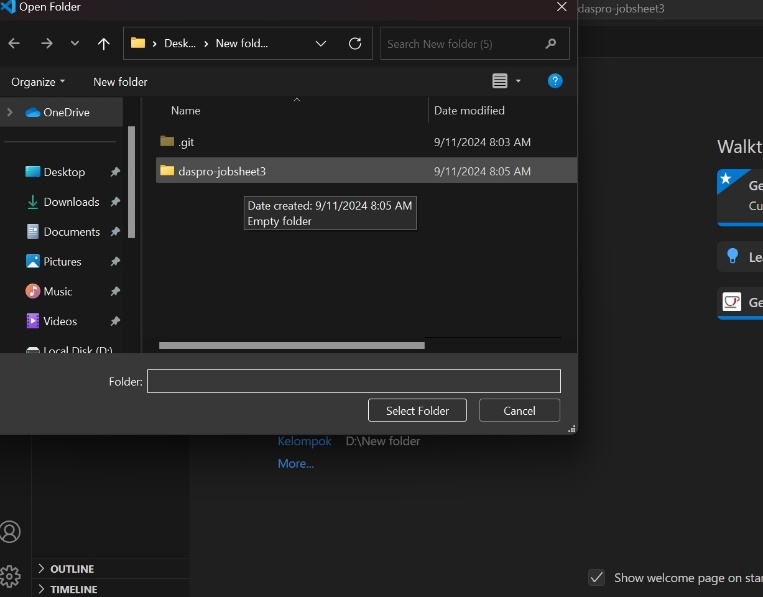 Open Folder
daspro-jobsheet3
Desk... New fold...
Search New folder (5)
Organize
New folder
OneDrive
Desktop
Downloads
Documents
Pictures
Music
Videos
Local Disk (D:)
Name Date modified
.git 9/11/2024 8:03 AM
daspro-jobsheet3 9/11/2024 8:05 AM
Date created: 9/11/2024 8:05 AM
Empty folder
Folder:
Select Folder Cancel
Walkt
Ge
Cu
Le
Ge
Kelompok D:\New folder
More...
OUTLINE
TIMELINE
Show welcome page on star